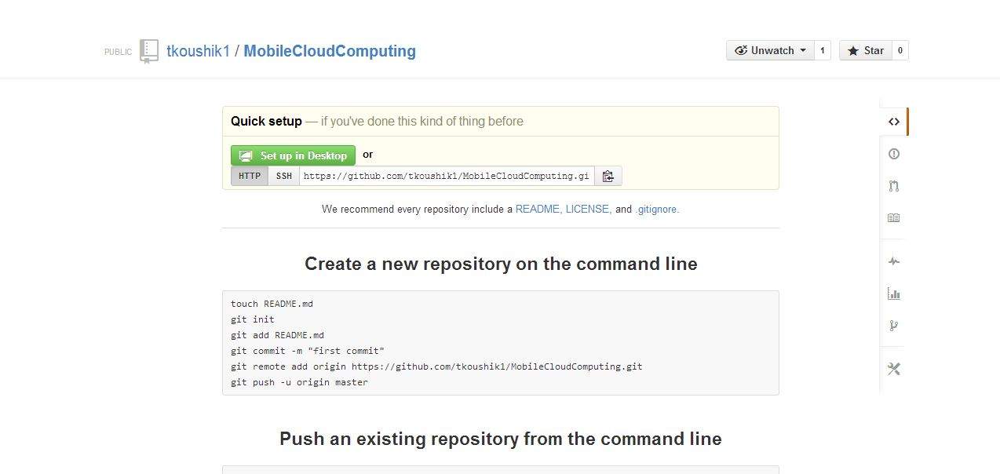 PUBLIC tkoushik1 / MobileCloudComputing Unwatch 1 Star 0
Quick setup — if you've done this kind of thing before
Set up in Desktop or
HTTP SSH https://github.com/tkoushik1/MobileCloudComputing.gi
We recommend every repository include a README, LICENSE, and .gitignore.
Create a new repository on the command line
touch README.md
git init
git add README.md
git commit -m "first commit"
git remote add origin https://github.com/tkoushik1/MobileCloudComputing.git
git push -u origin master
Push an existing repository from the command line